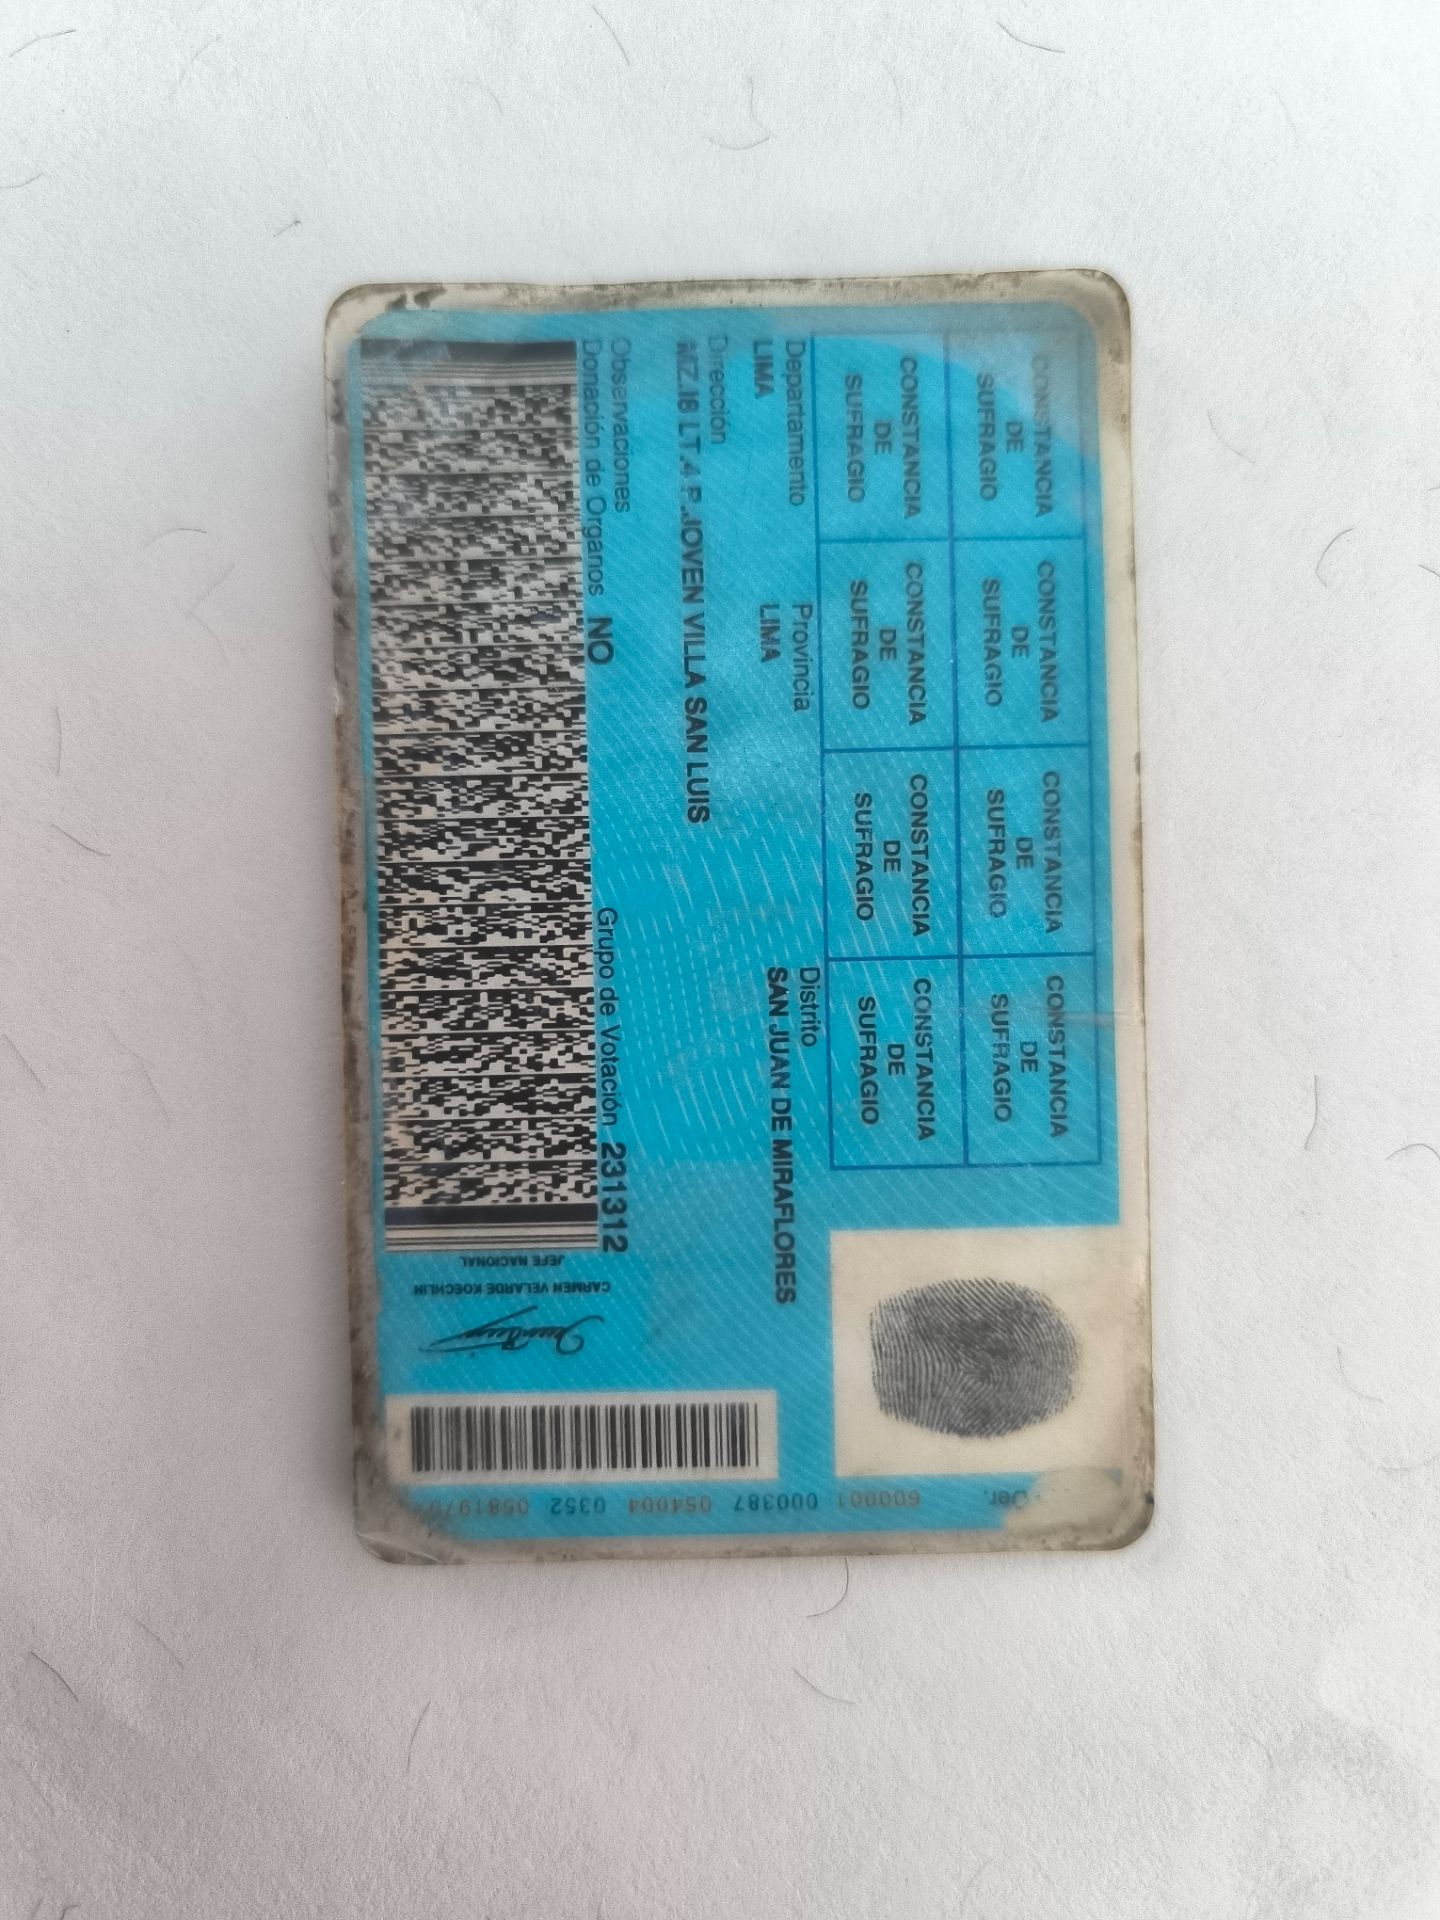 CONSTANCIA DE SUFRAGIO
CONSTANCIA DE SUFRAGIO
CONSTANCIA DE SUFRAGIO
CONSTANCIA DE SUFRAGIO
CONSTANCIA DE SUFRAGIO
CONSTANCIA DE SUFRAGIO
CONSTANCIA DE SUFRAGIO
CONSTANCIA DE SUFRAGIO
Departamento Provincia Distrito
LIMA LIMA SAN JUAN DE MIRAFLORES
Dirección
LT.4 P.JOVEN VILLA SAN LUIS
Observaciones
Donación de Organos NO Grupo de Votación 231312
CARMEN VELARDE KOECHLIN
JEFE NACIONAL
600001 000387 054004 0352